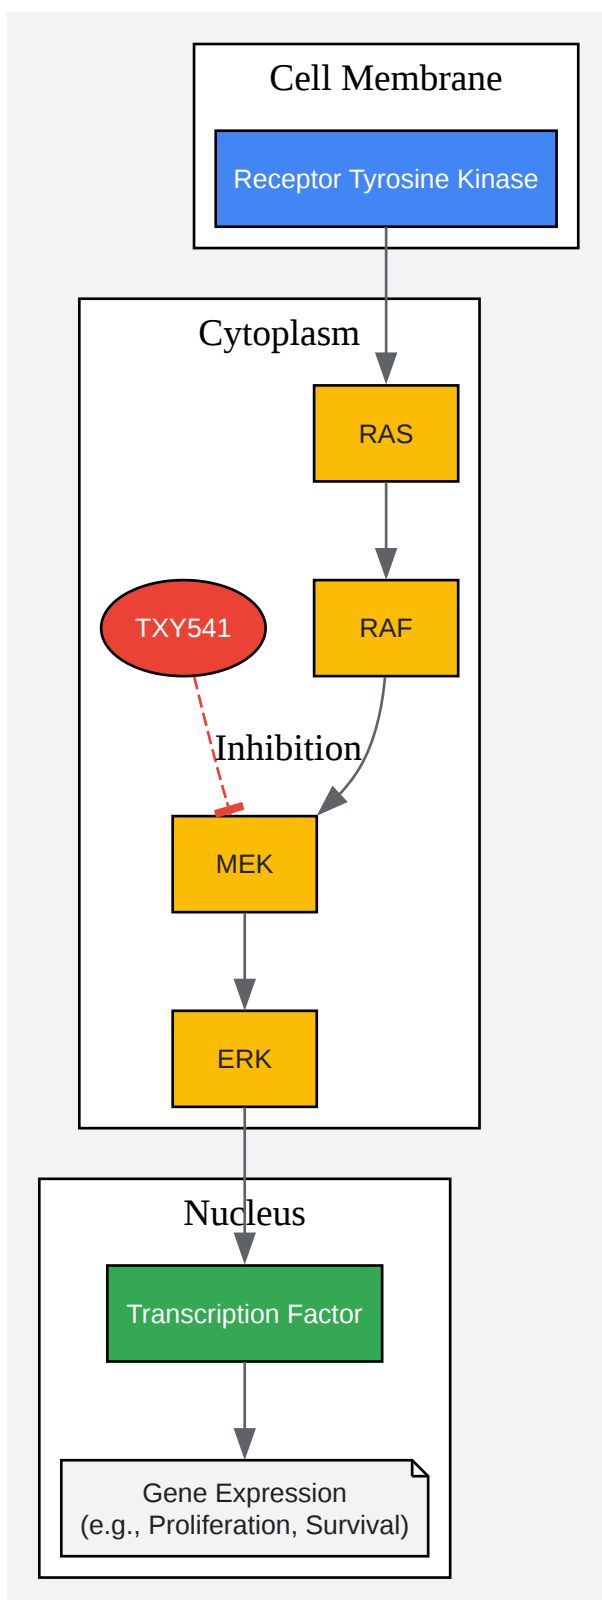 Cell Membrane
Receptor Tyrosine Kinase
Cytoplasm
RAS
TXY541
RAF
Inhibition
MEK
ERK
Nucleus
Transcription Factor
Gene Expression
(e.g., Proliferation, Survival)